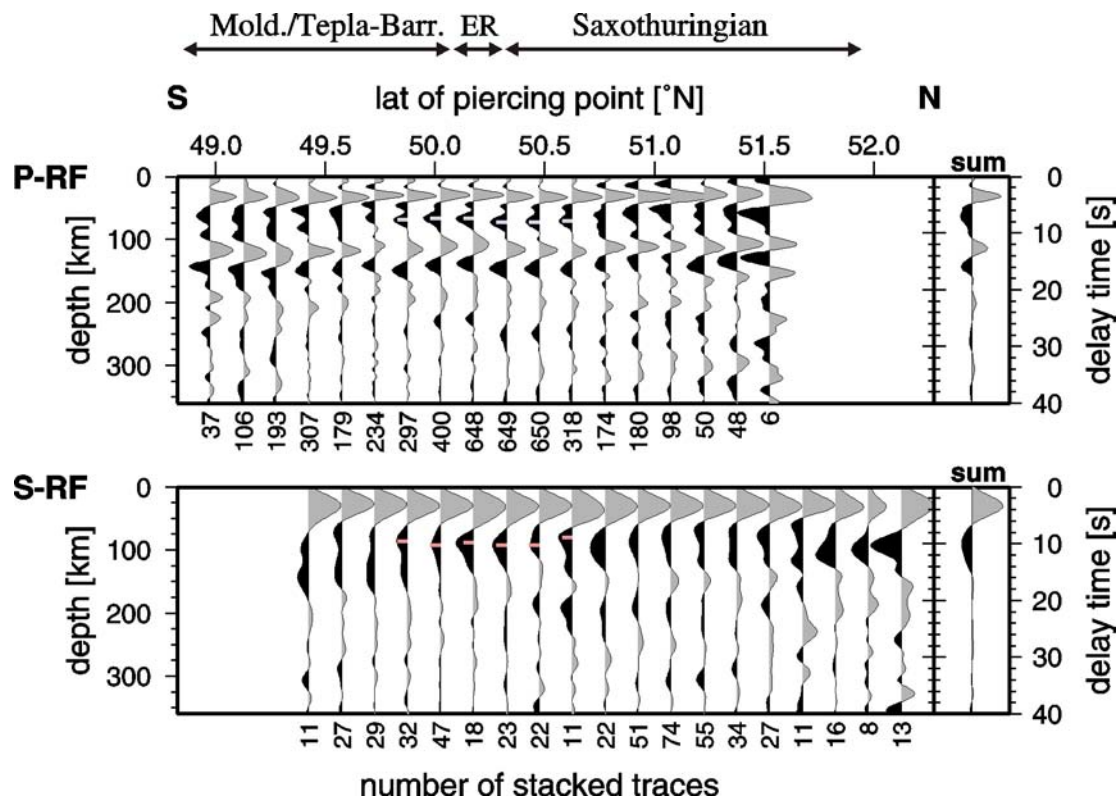 Mold./Tepla-Barr. ER Saxothuringian
S lat of piercing point [°N] N
49.0 49.5 50.0 50.5 51.0 51.5 52.0 sum
P-RF
0 0
100 10
200 20
300 30
40
depth [km]
delay time [s]
37 106 193 307 179 234 297 400 648 649 650 318 174 180 98 50 48 6
S-RF sum
0 0
100 10
200 20
300 30
40
depth [km]
delay time [s]
11 27 29 32 47 18 23 22 11 22 51 74 55 34 27 11 16 8 13
number of stacked traces